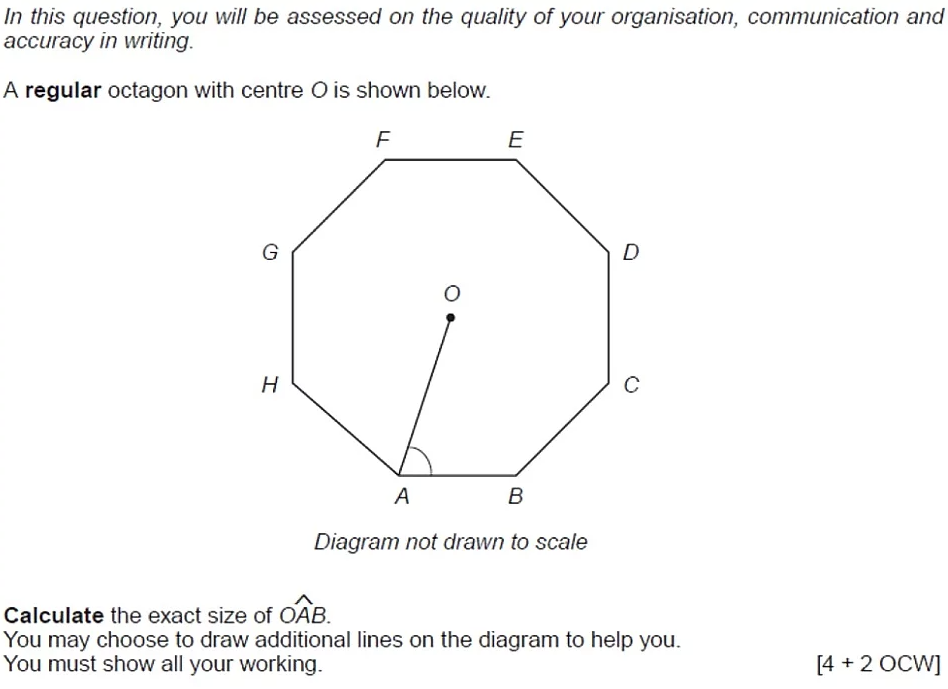 In this question, you will be assessed on the quality of your organisation, communication and
accuracy in writing.
A regular octagon with centre O is shown below.
F E
G D
O
H C
A B
Diagram not drawn to scale
Calculate the exact size of OÂB.
You may choose to draw additional lines on the diagram to help you.
You must show all your working. [4 + 2 OCW]